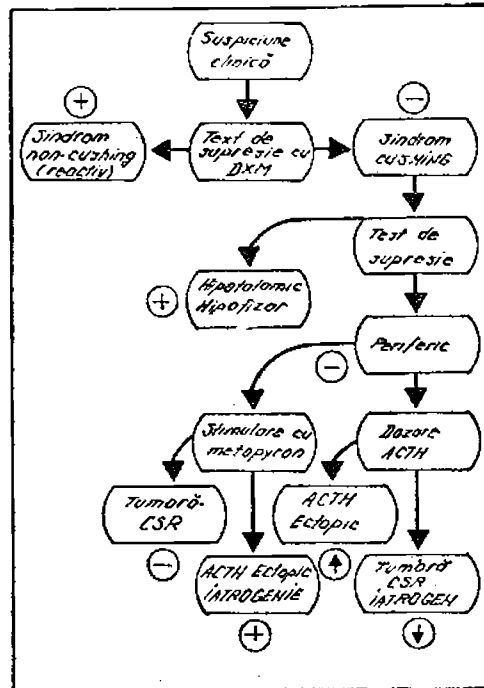 Suspiciune
clinică
+
−
Sindrom
non-cushing
(reactiv)
Text de
supresie cu
DXM
Sindrom
CUSHING
Test de
supresie
+
Hipotalamic
Hipofizar
Periferic
−
Stimulare cu
metopyron
Dozare
ACTH
Tumoră-
CSR
−
ACTH
Ectopic
↑
ACTH Ectopic
iATROGENiE
+
Tumoră
CSR
iATROGEN
↓